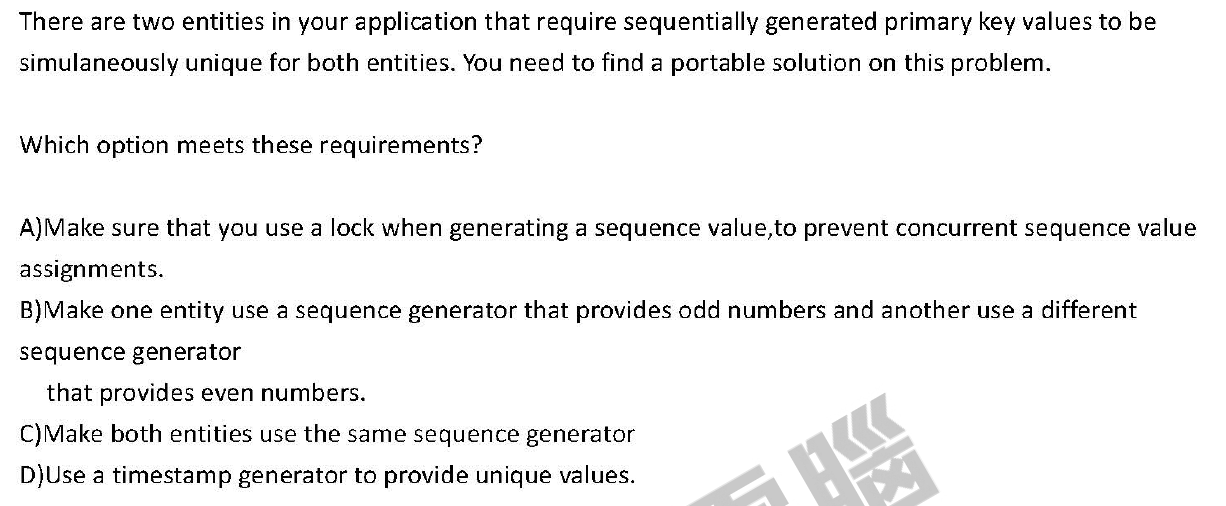 There are two entities in your application that require sequentially generated primary key values to be
simulaneously unique for both entities. You need to find a portable solution on this problem.
Which option meets these requirements?
A)Make sure that you use a lock when generating a sequence value,to prevent concurrent sequence value
assignments.
B)Make one entity use a sequence generator that provides odd numbers and another use a different
sequence generator
that provides even numbers.
C)Make both entities use the same sequence generator
D)Use a timestamp generator to provide unique values.